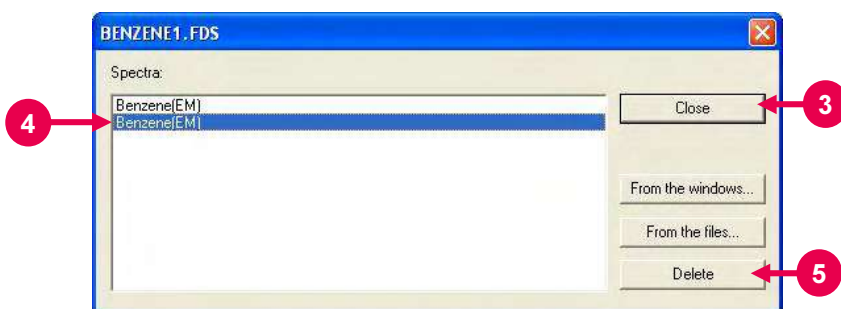 BENZENE1.FDS
Spectra:
Benzene(EM)
Close
3
4
Benzene(EM)
From the windows...
From the files...
Delete
5